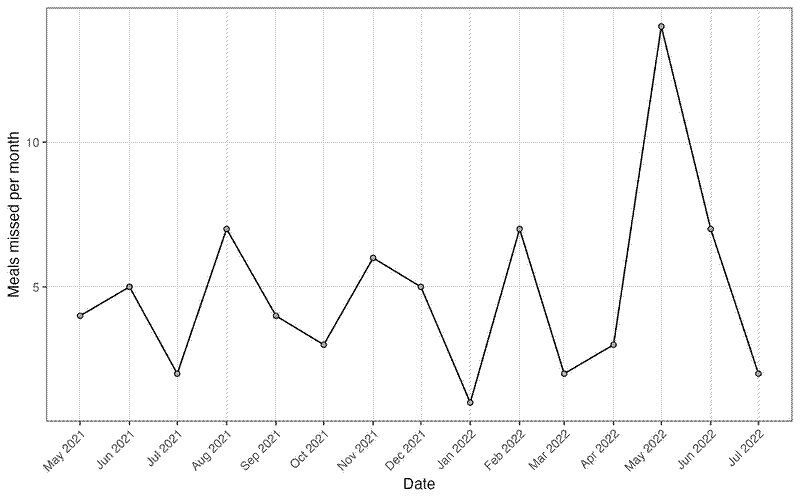 Meals missed per month
10
5
May 2021
Jun 2021
Jul 2021
Aug 2021
Sep 2021
Oct 2021
Nov 2021
Dec 2021
Jan 2022
Feb 2022
Mar 2022
Apr 2022
May 2022
Jun 2022
Jul 2022
Date